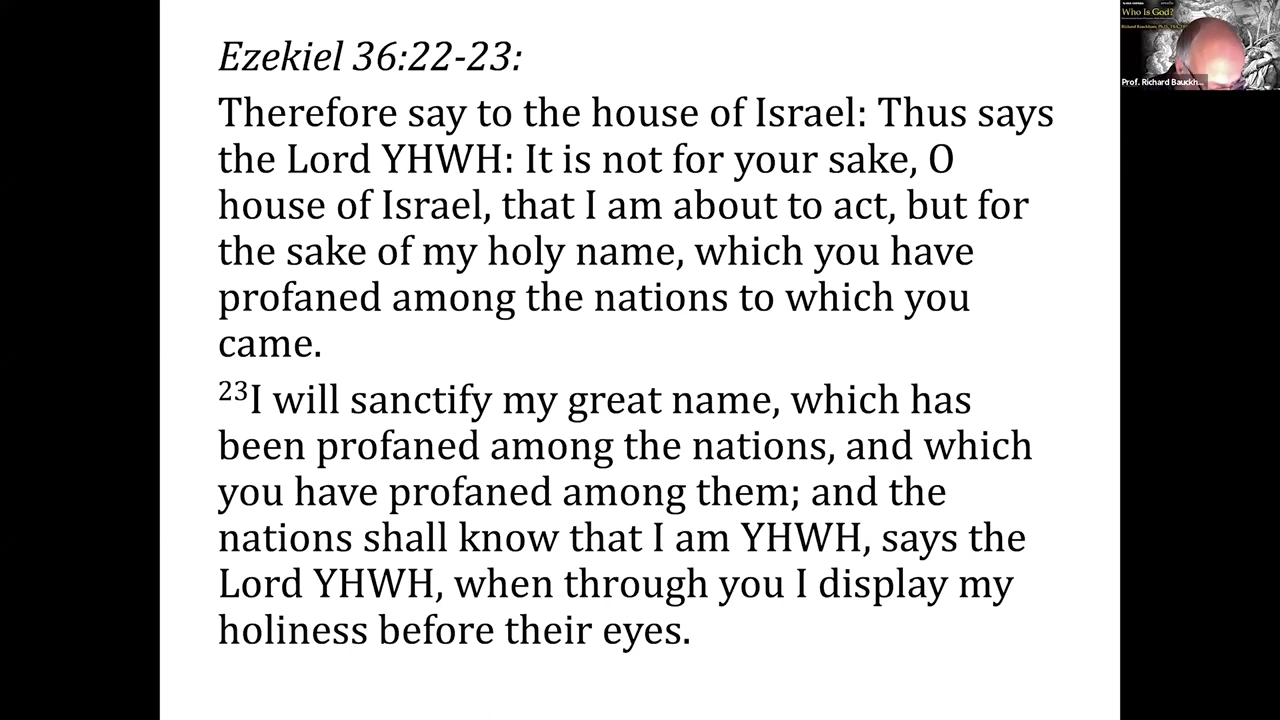 Ezekiel 36:22-23:
Therefore say to the house of Israel: Thus says
the Lord YHWH: It is not for your sake, O
house of Israel, that I am about to act, but for
the sake of my holy name, which you have
profaned among the nations to which you
came.
23I will sanctify my great name, which has
been profaned among the nations, and which
you have profaned among them; and the
nations shall know that I am YHWH, says the
Lord YHWH, when through you I display my
holiness before their eyes.
Who Is God?
Prof. Richard Bauckh...